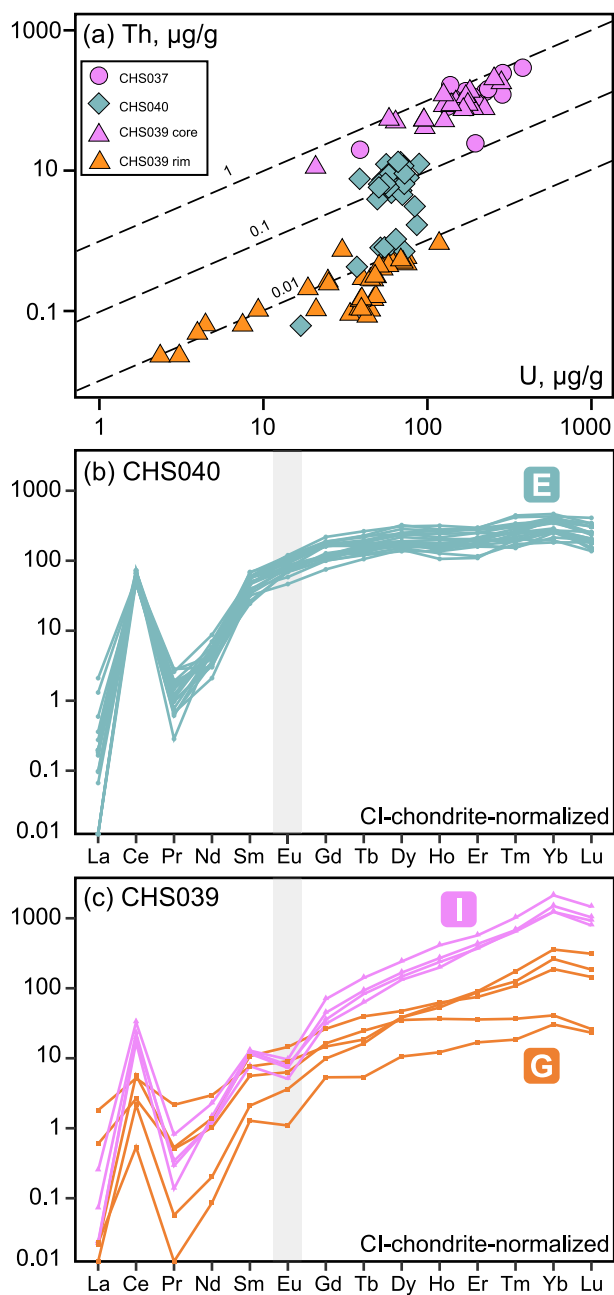 (a) Th, µg/g
1000
10
0.1
CHS037
CHS040
CHS039 core
CHS039 rim
1
0.1
0.01
U, µg/g
1 10 100 1000
(b) CHS040
E
1000
100
10
1
0.1
0.01
CI-chondrite-normalized
La Ce Pr Nd Sm Eu Gd Tb Dy Ho Er Tm Yb Lu
(c) CHS039
I
1000
100
10
G
1
0.1
0.01
CI-chondrite-normalized
La Ce Pr Nd Sm Eu Gd Tb Dy Ho Er Tm Yb Lu